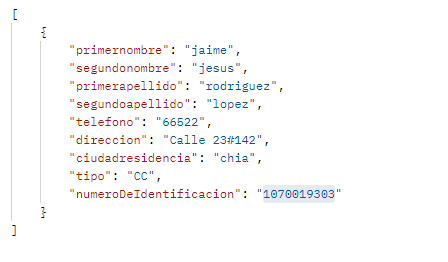 [
{
"primernombre": "jaime",
"segundonombre": "jesus",
"primerapellido": "rodriguez",
"segundoapellido": "lopez",
"telefono": "66522",
"direccion": "Calle 23#142",
"ciudadresidencia": "chia",
"tipo": "CC",
"numeroDeIdentificacion": "1070019303"
}
]